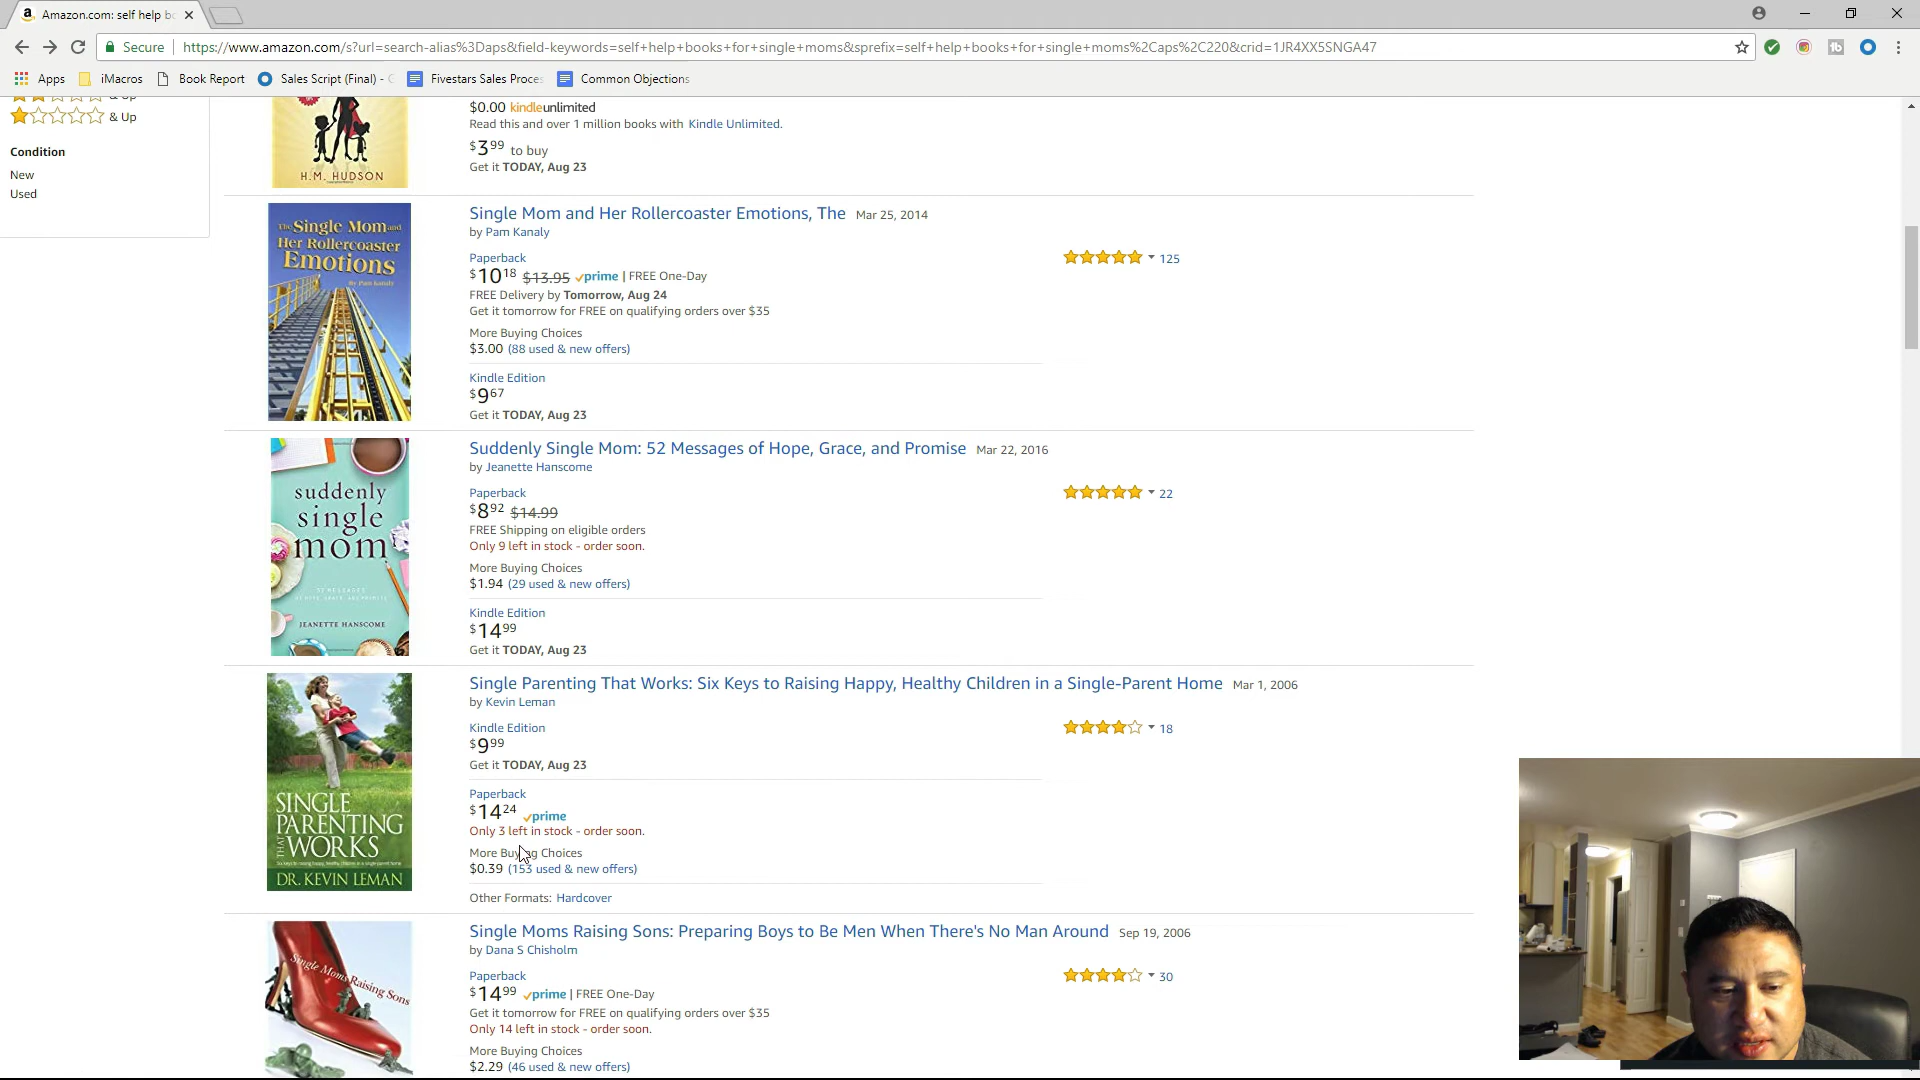 Amazon.com: self help bo
Secure https://www.amazon.com/s?url=search-alias%3Daps&field-keywords=self+help+books+for+single+moms&sprefix=self+help+books+for+single+moms%2Caps%2C220&crid=1JR4XX5SNGA47
Apps iMacros Book Report Sales Script (Final) - Fivestars Sales Proces Common Objections
& Up
& Up
Condition
New
Used
H.M. HUDSON
$0.00 kindleunlimited
Read this and over 1 million books with Kindle Unlimited.
$3.99 to buy
Get it TODAY, Aug 23
The Single Mom and
Her Rollercoaster
Emotions
By Pam Kanaly
Single Mom and Her Rollercoaster Emotions, The Mar 25, 2014
by Pam Kanaly
Paperback
$10.18 $13.95 prime | FREE One-Day
FREE Delivery by Tomorrow, Aug 24
Get it tomorrow for FREE on qualifying orders over $35
More Buying Choices
$3.00 (88 used & new offers)
Kindle Edition
$9.67
Get it TODAY, Aug 23
125
suddenly
single
mom
JEANETTE HANSCOME
Suddenly Single Mom: 52 Messages of Hope, Grace, and Promise Mar 22, 2016
by Jeanette Hanscome
Paperback
$8.92 $14.99
FREE Shipping on eligible orders
Only 9 left in stock - order soon.
More Buying Choices
$1.94 (29 used & new offers)
Kindle Edition
$14.99
Get it TODAY, Aug 23
22
SINGLE
PARENTING
THAT WORKS
DR. KEVIN LEMAN
Single Parenting That Works: Six Keys to Raising Happy, Healthy Children in a Single-Parent Home Mar 1, 2006
by Kevin Leman
Kindle Edition
$9.99
Get it TODAY, Aug 23
Paperback
$14.24 prime
Only 3 left in stock - order soon.
More Buying Choices
$0.39 (153 used & new offers)
Other Formats: Hardcover
18
Single Moms Raising Sons
Single Moms Raising Sons: Preparing Boys to Be Men When There's No Man Around Sep 19, 2006
by Dana S Chisholm
Paperback
$14.99 prime | FREE One-Day
Get it tomorrow for FREE on qualifying orders over $35
Only 14 left in stock - order soon.
More Buying Choices
$2.29 (46 used & new offers)
30